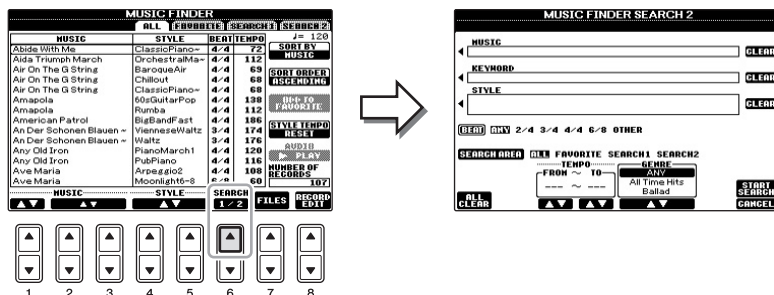 MUSIC FINDER
ALL FAVORITE SEARCH 1 SEARCH 2
MUSIC STYLE BEAT TEMPO ♩= 120
Abide With Me ClassicPiano~ 4/4 72
Aida Triumph March OrchestralMa~ 4/4 112
Air On The G String BaroqueAir 4/4 69
Air On The G String Chillout 4/4 68
Air On The G String ClassicPiano~ 4/4 68
Amapola 60sGuitarPop 4/4 138
Amapola Rumba 4/4 112
American Patrol BigBandFast 4/4 186
An Der Schonen Blauen ~ VienneseWaltz 3/4 174
An Der Schonen Blauen ~ Waltz 3/4 176
Any Old Iron PianoMarch1 4/4 120
Any Old Iron PubPiano 4/4 116
Ave Maria Arpeggio2 4/4 108
Ave Maria Moonlight6-8 6/8 60
SORT BY
MUSIC
SORT ORDER
ASCENDING
ADD TO
FAVORITE
STYLE TEMPO
RESET
AUDIO
▶ PLAY
NUMBER OF
RECORDS
107
MUSIC STYLE SEARCH
▲▼ ▲▼ ▲▼ 1 / 2 FILES RECORD
EDIT
1 2 3 4 5 6 7 8
MUSIC FINDER SEARCH 2
MUSIC
CLEAR
KEYWORD
CLEAR
STYLE
CLEAR
BEAT ANY 2/4 3/4 4/4 6/8 OTHER
SEARCH AREA ALL FAVORITE SEARCH1 SEARCH2
TEMPO GENRE
FROM ~ TO ANY
--- ~ --- All Time Hits
Ballad
ALL
CLEAR
▲▼ ▲▼ ▲▼
START
SEARCH
CANCEL